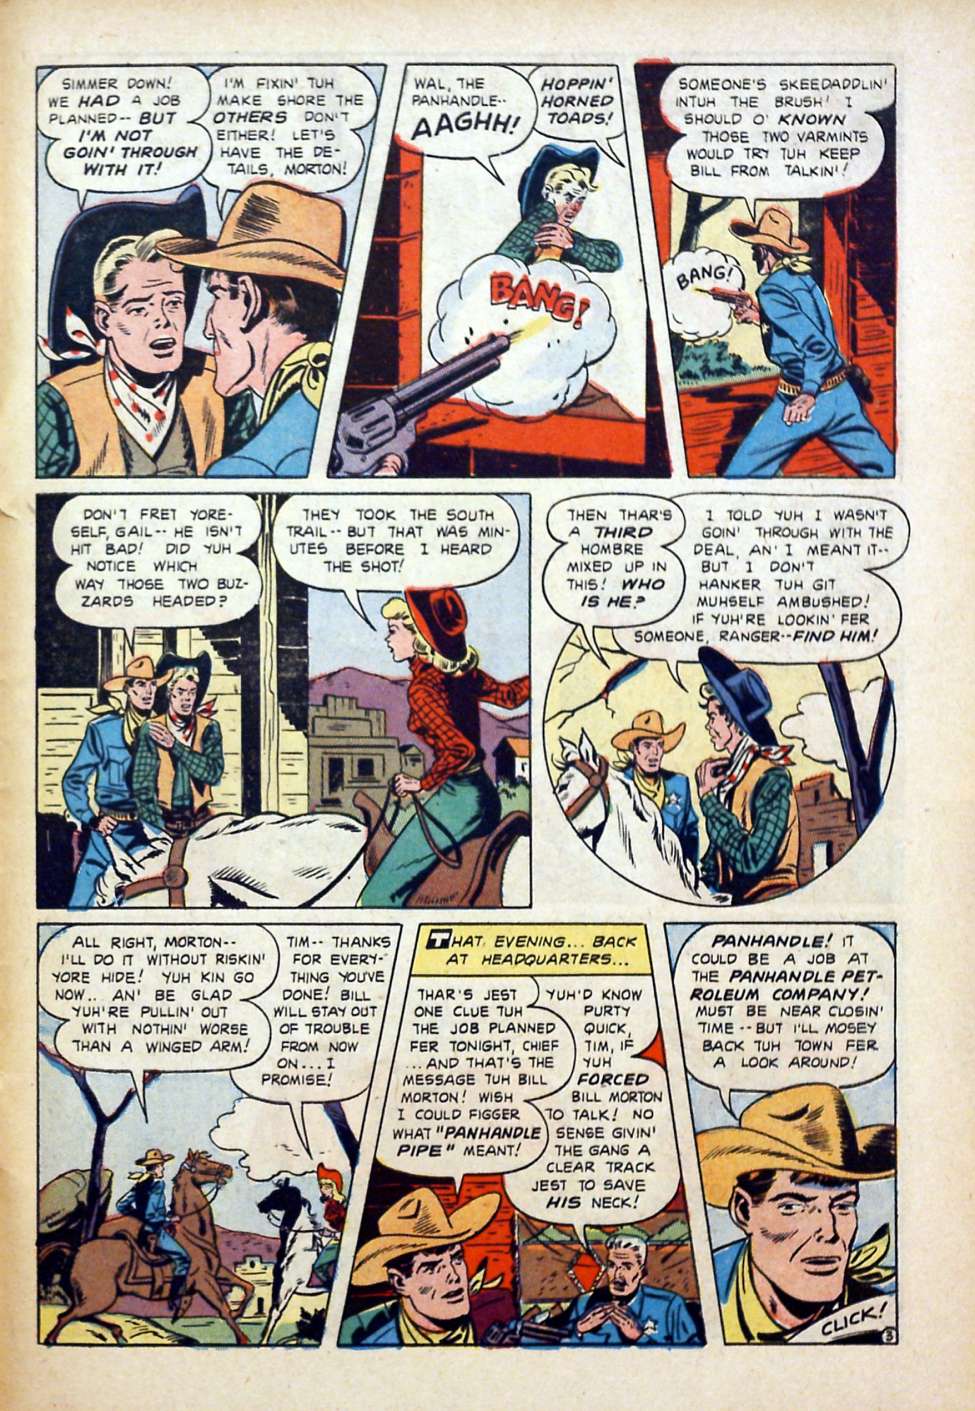 SIMMER DOWN!
WE HAD A JOB
PLANNED-- BUT
I'M NOT
GOIN' THROUGH
WITH IT!
I'M FIXIN' TUH
MAKE SHORE THE
OTHERS DON'T
EITHER! LET'S
HAVE THE DE-
TAILS, MORTON!
WAL, THE
PANHANDLE--
AAGHH!
HOPPIN'
HORNED
TOADS!
BANG!
SOMEONE'S SKEEDADDLIN'
INTUH THE BRUSH! I
SHOULD O' KNOWN
THOSE TWO VARMINTS
WOULD TRY TUH KEEP
BILL FROM TALKIN'!
BANG!
DON'T FRET YORE-
SELF, GAIL-- HE ISN'T
HIT BAD! DID YUH
NOTICE WHICH
WAY THOSE TWO BUZ-
ZARDS HEADED?
THEY TOOK THE SOUTH
TRAIL-- BUT THAT WAS MIN-
UTES BEFORE I HEARD
THE SHOT!
THEN THAR'S
A THIRD
HOMBRE
MIXED UP IN
THIS! WHO
IS HE?
I TOLD YUH I WASN'T
GOIN' THROUGH WITH THE
DEAL, AN' I MEANT IT--
BUT I DON'T
HANKER TUH GIT
MUHSELF AMBUSHED!
IF YUH'RE LOOKIN' FER
SOMEONE, RANGER--FIND HIM!
ALL RIGHT, MORTON--
I'LL DO IT WITHOUT RISKIN'
YORE HIDE! YUH KIN GO
NOW... AN' BE GLAD
YUH'RE PULLIN' OUT
WITH NOTHIN' WORSE
THAN A WINGED ARM!
TIM-- THANKS
FOR EVERY-
THING YOU'VE
DONE! BILL
WILL STAY OUT
OF TROUBLE
FROM NOW
ON... I
PROMISE!
THAT EVENING... BACK
AT HEADQUARTERS...
THAR'S JEST
ONE CLUE TUH
THE JOB PLANNED
FER TONIGHT, CHIEF
...AND THAT'S THE
MESSAGE TUH BILL
MORTON! WISH
I COULD FIGGER
WHAT "PANHANDLE
PIPE" MEANT!
YUH'D KNOW
PURTY
QUICK,
TIM, IF
YUH
FORCED
BILL MORTON
TO TALK! NO
SENSE GIVIN'
THE GANG A
CLEAR TRACK
JEST TO SAVE
HIS NECK!
PANHANDLE! IT
COULD BE A JOB AT
THE PANHANDLE PET-
ROLEUM COMPANY!
MUST BE NEAR CLOSIN'
TIME -- BUT I'LL MOSEY
BACK TUH TOWN FER
A LOOK AROUND!
CLICK!
3